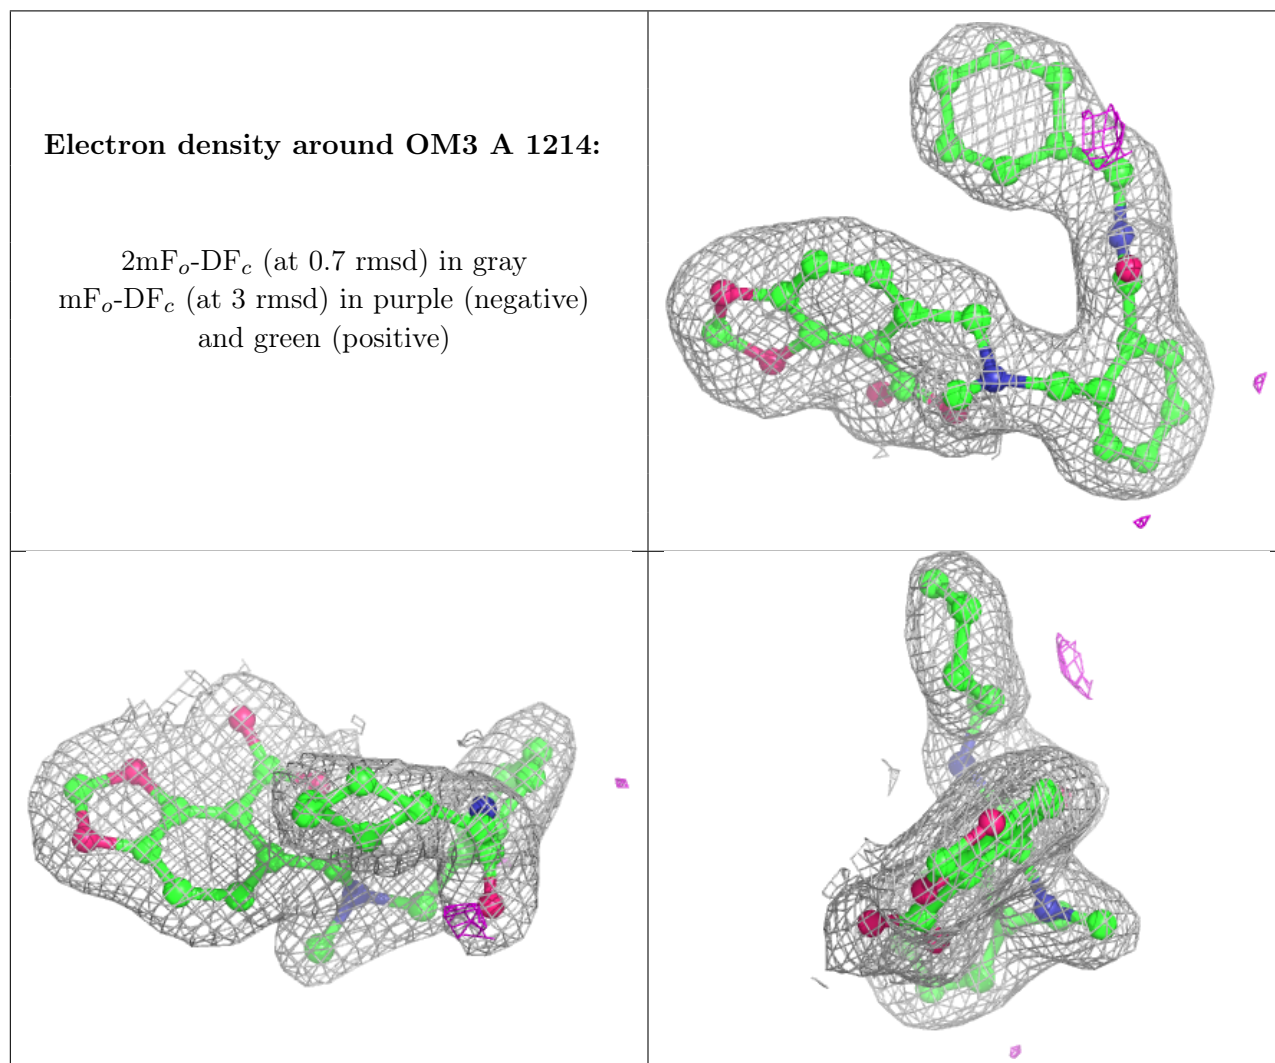 Electron density around OM3 A 1214:
2mFₒ-DF𝒸 (at 0.7 rmsd) in gray
mFₒ-DF𝒸 (at 3 rmsd) in purple (negative)
and green (positive)